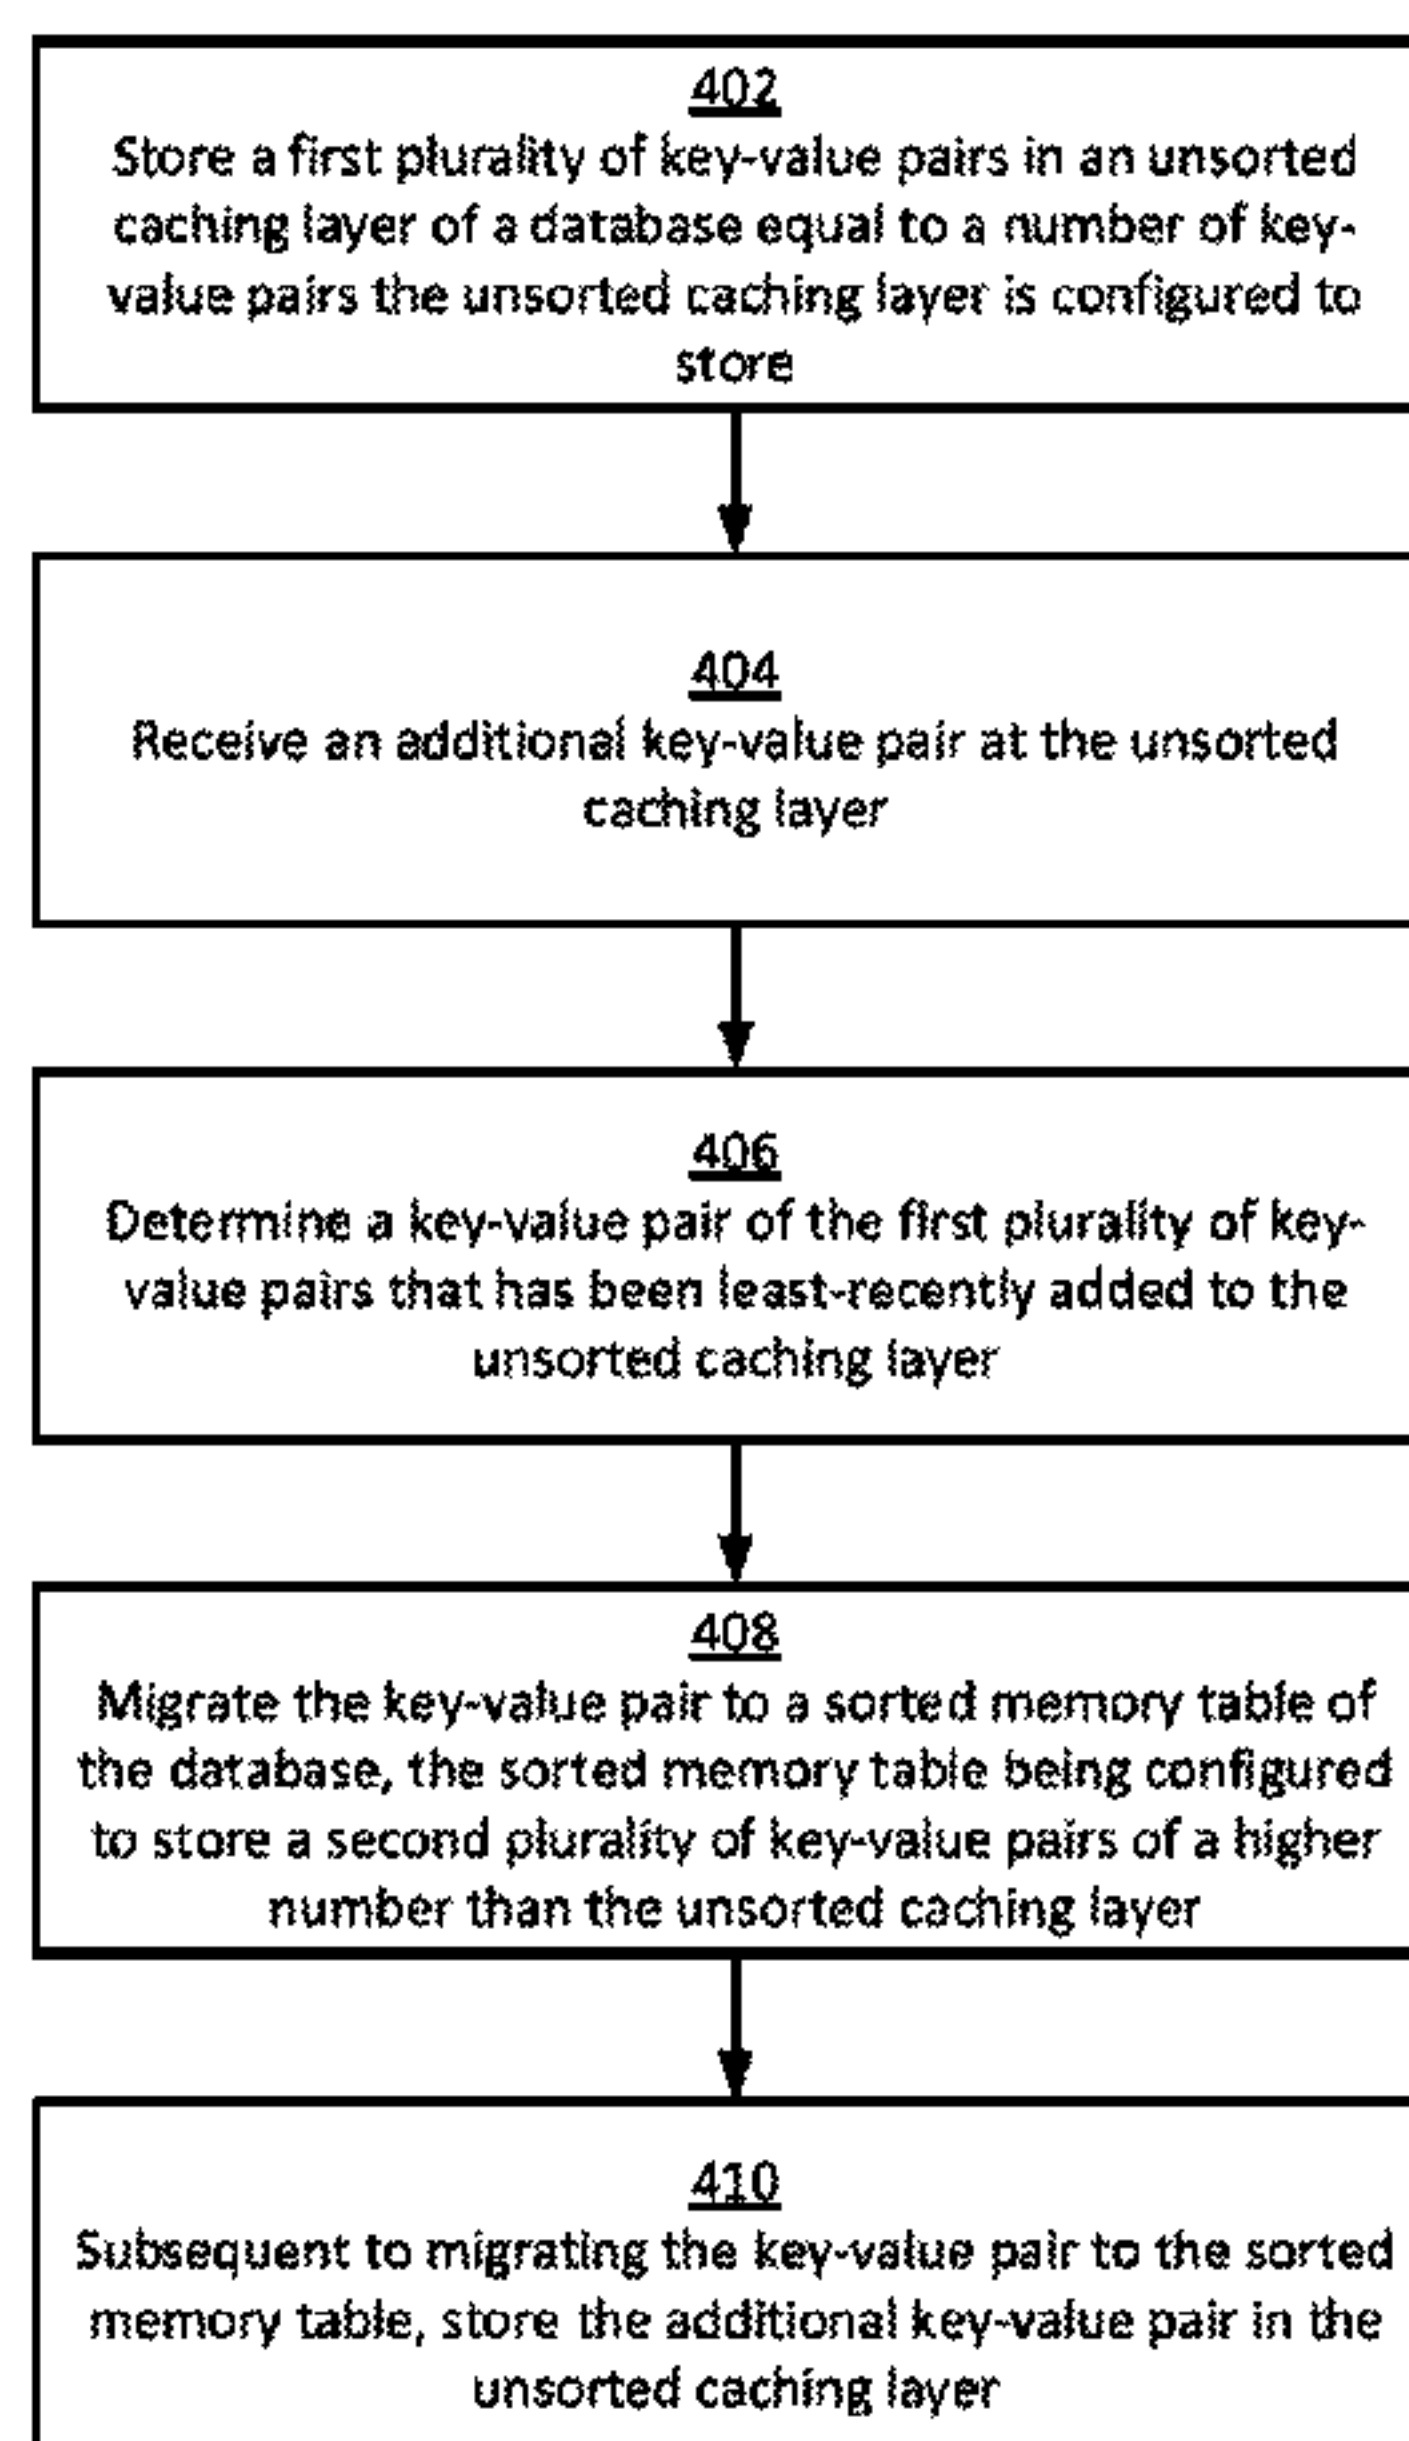 402
Store a first plurality of key-value pairs in an unsorted
caching layer of a database equal to a number of key-
value pairs the unsorted caching layer is configured to
store
404
Receive an additional key-value pair at the unsorted
caching layer
406
Determine a key-value pair of the first plurality of key-
value pairs that has been least-recently added to the
unsorted caching layer
408
Migrate the key-value pair to a sorted memory table of
the database, the sorted memory table being configured
to store a second plurality of key-value pairs of a higher
number than the unsorted caching layer
410
Subsequent to migrating the key-value pair to the sorted
memory table, store the additional key-value pair in the
unsorted caching layer